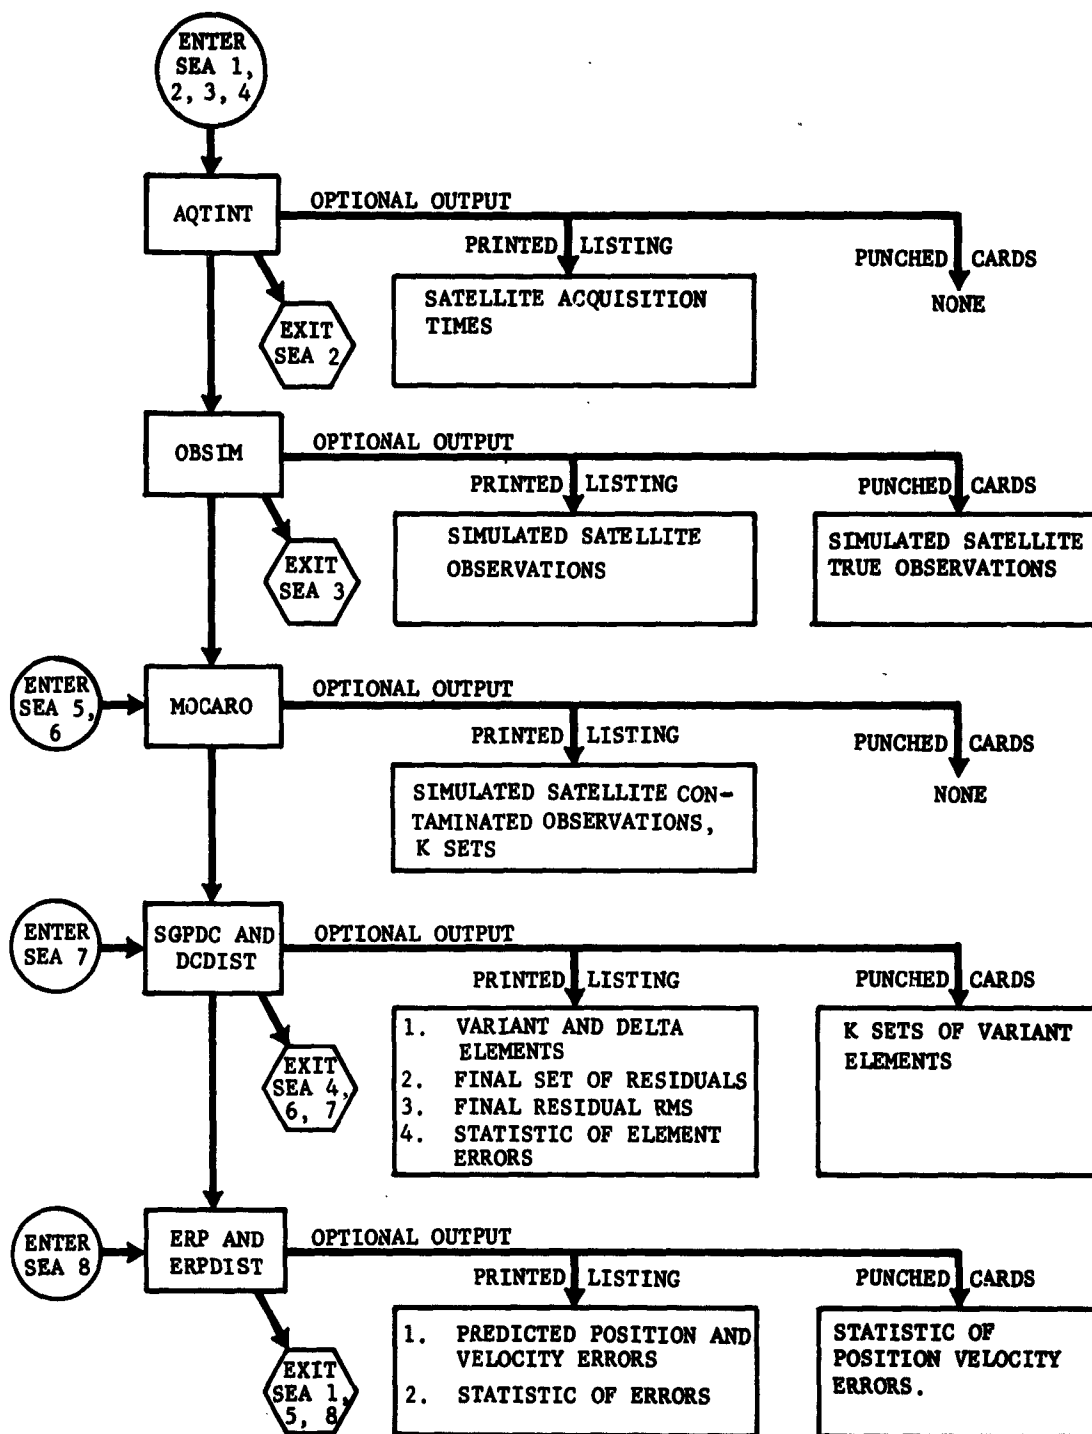 ENTER
SEA 1,
2, 3, 4
AQTINT
OPTIONAL OUTPUT
PRINTED LISTING
PUNCHED CARDS
SATELLITE ACQUISITION
TIMES
NONE
EXIT
SEA 2
OBSIM
OPTIONAL OUTPUT
PRINTED LISTING
PUNCHED CARDS
SIMULATED SATELLITE
OBSERVATIONS
SIMULATED SATELLITE
TRUE OBSERVATIONS
EXIT
SEA 3
ENTER
SEA 5,
6
MOCARO
OPTIONAL OUTPUT
PRINTED LISTING
PUNCHED CARDS
SIMULATED SATELLITE CON-
TAMINATED OBSERVATIONS,
K SETS
NONE
ENTER
SEA 7
SGPDC AND
DCDIST
OPTIONAL OUTPUT
PRINTED LISTING
PUNCHED CARDS
EXIT
SEA 4,
6, 7
1. VARIANT AND DELTA
ELEMENTS
2. FINAL SET OF RESIDUALS
3. FINAL RESIDUAL RMS
4. STATISTIC OF ELEMENT
ERRORS
K SETS OF VARIANT
ELEMENTS
ENTER
SEA 8
ERP AND
ERPDIST
OPTIONAL OUTPUT
PRINTED LISTING
PUNCHED CARDS
EXIT
SEA 1,
5, 8
1. PREDICTED POSITION AND
VELOCITY ERRORS
2. STATISTIC OF ERRORS
STATISTIC OF
POSITION VELOCITY
ERRORS.